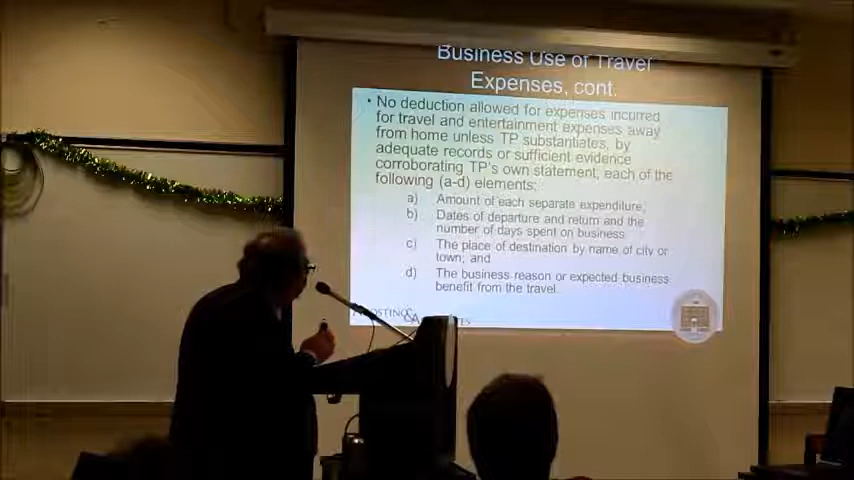 Business Use of Travel
Expenses, cont.
• No deduction allowed for expenses incurred
for travel and entertainment expenses away
from home unless TP substantiates, by
adequate records or sufficient evidence
corroborating TP's own statement, each of the
following (a-d) elements:
a) Amount of each separate expenditure;
b) Dates of departure and return and the
number of days spent on business
c) The place of destination by name of city or
town; and
d) The business reason or expected business
benefit from the travel.